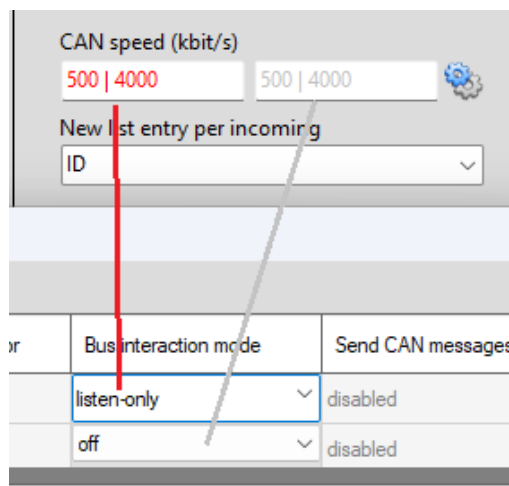 CAN speed (kbit/s)
500 | 4000 500 | 4000
New list entry per incoming
ID
or Bus interaction mode Send CAN messages
listen-only disabled
off disabled